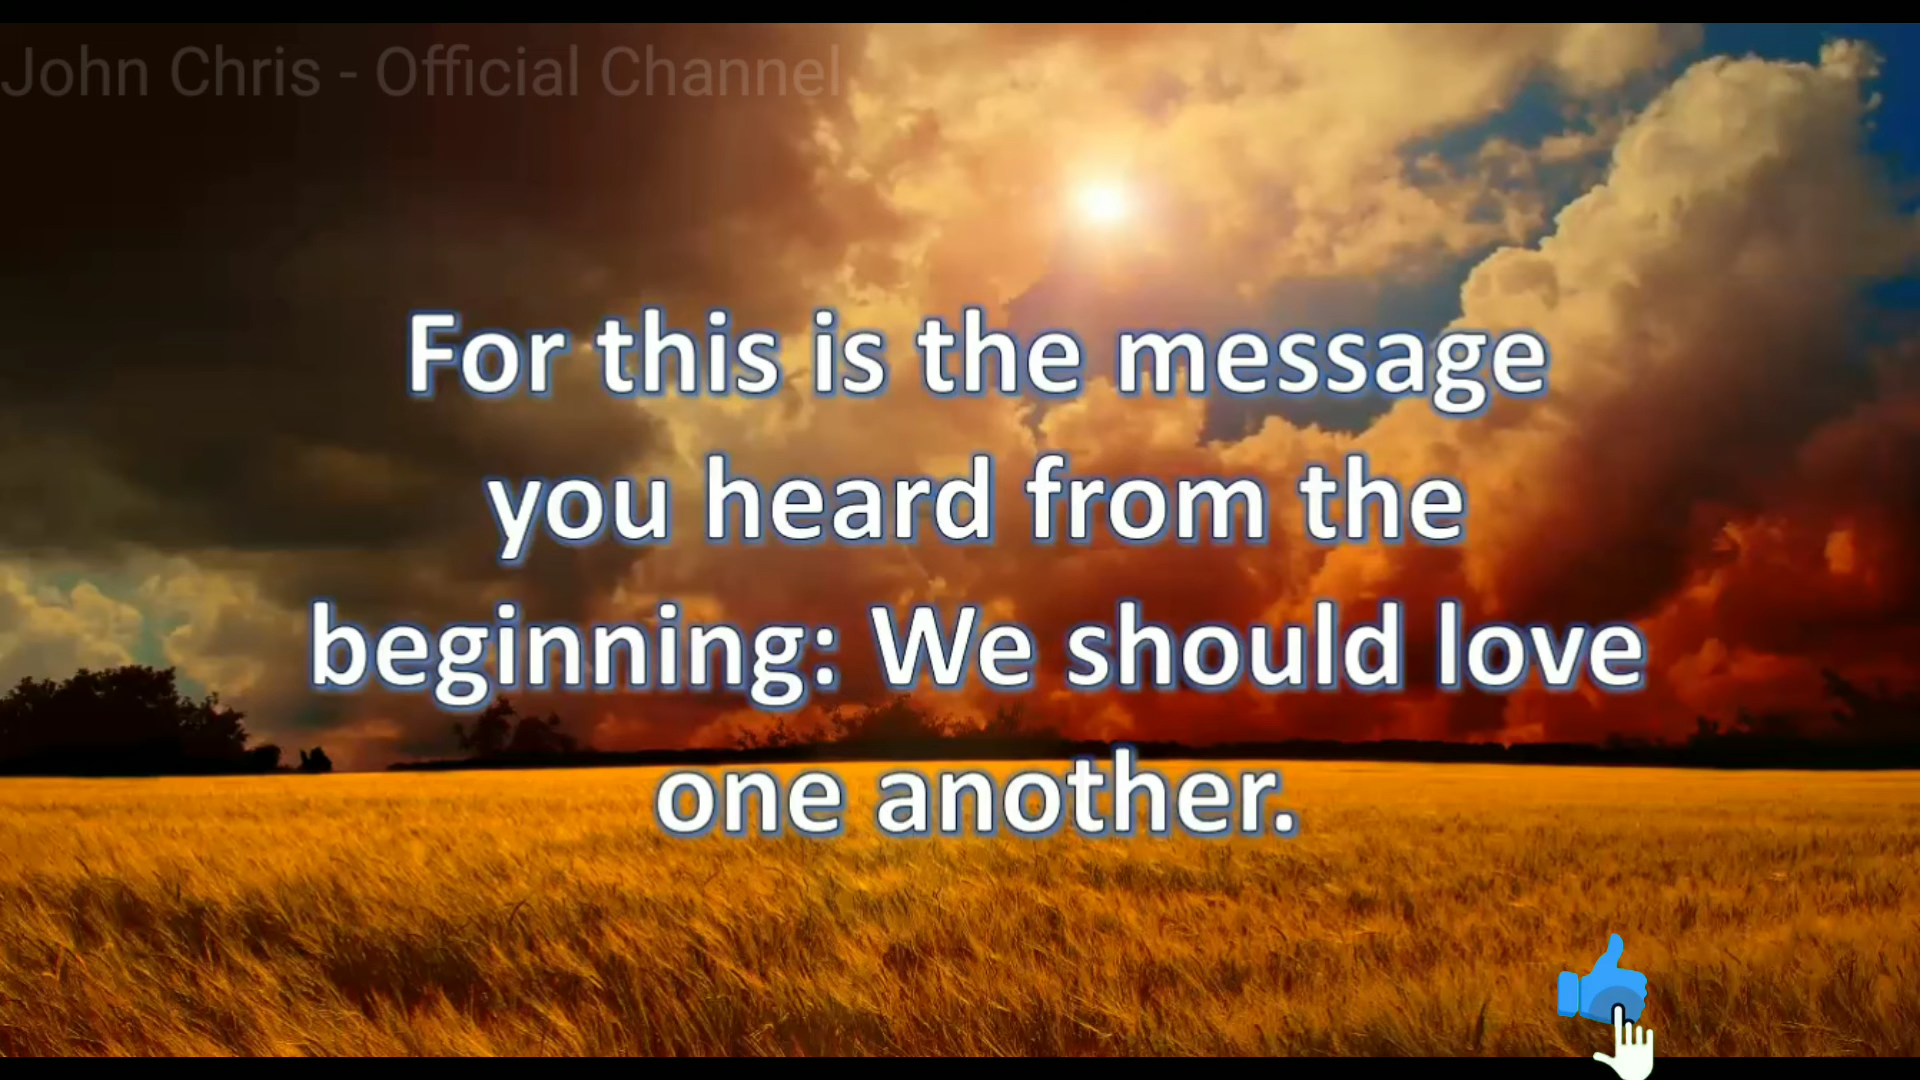 John Chris - Official Channel
For this is the message
you heard from the
beginning: We should love
one another.